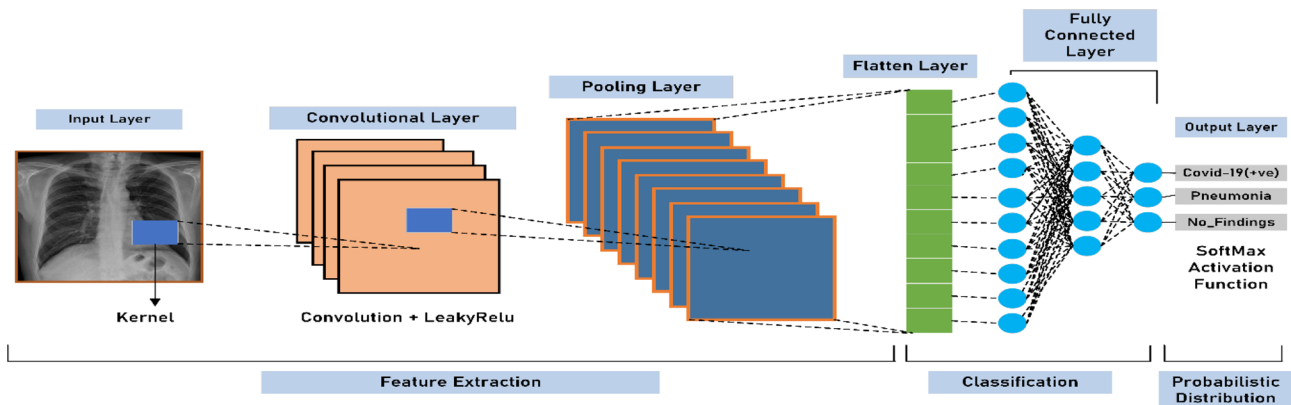 Fully
Connected
Layer
Flatten Layer
Pooling Layer
Input Layer
Convolutional Layer
Output Layer
Covid-19(+ve)
Pneumonia
No_Findings
SoftMax
Activation
Function
Kernel
Convolution + LeakyRelu
Feature Extraction
Classification
Probabilistic
Distribution